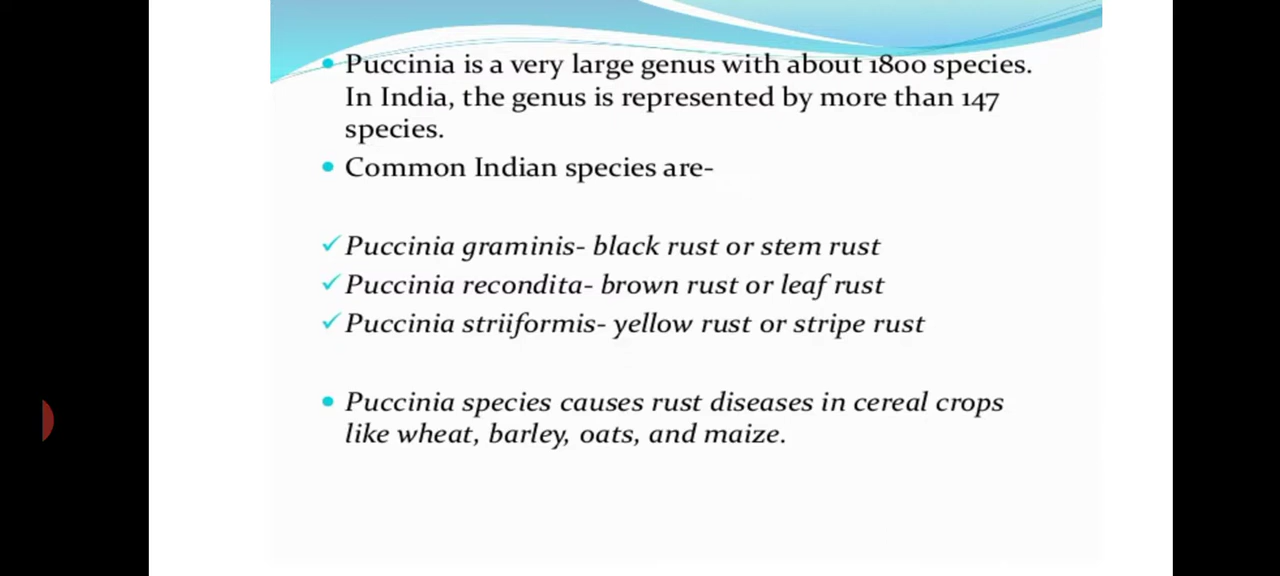 Puccinia is a very large genus with about 1800 species.
In India, the genus is represented by more than 147
species.
Common Indian species are-
Puccinia graminis- black rust or stem rust
Puccinia recondita- brown rust or leaf rust
Puccinia striiformis- yellow rust or stripe rust
Puccinia species causes rust diseases in cereal crops
like wheat, barley, oats, and maize.